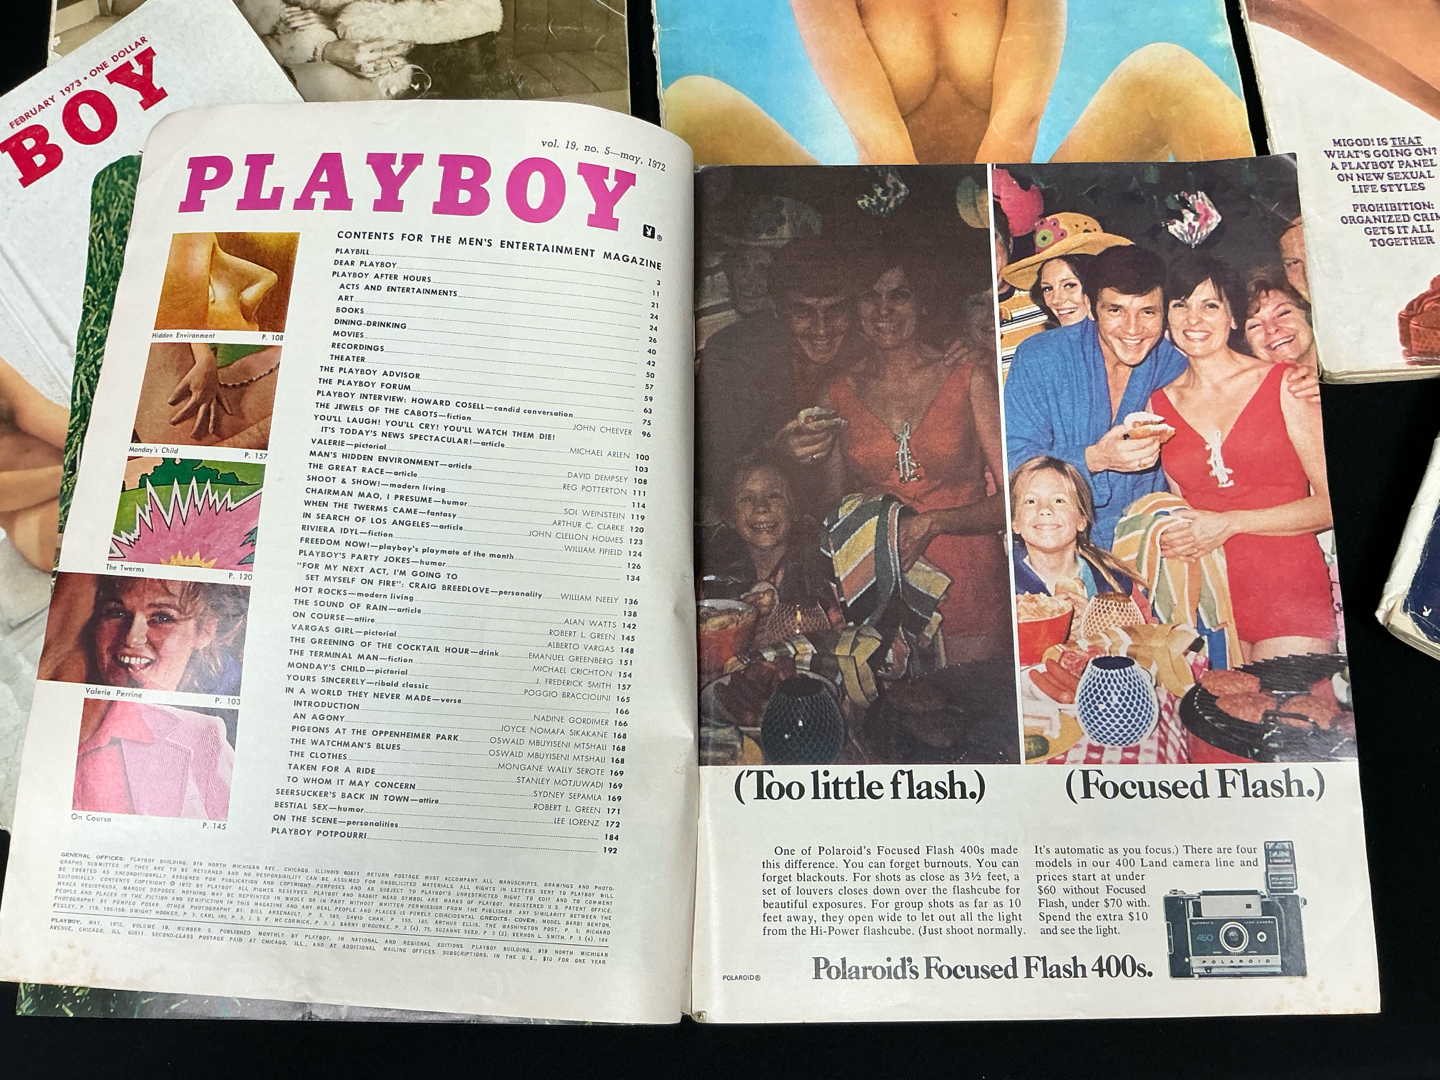 FEBRUARY 1973 • ONE DOLLAR
BOY
vol. 19, no. 5—may, 1972
PLAYBOY
CONTENTS FOR THE MEN'S ENTERTAINMENT MAGAZINE
PLAYBILL 3
DEAR PLAYBOY 11
PLAYBOY AFTER HOURS 21
ACTS AND ENTERTAINMENTS 24
ART 24
BOOKS 26
DINING-DRINKING 40
MOVIES 42
RECORDINGS 50
THEATER 57
THE PLAYBOY ADVISOR 59
THE PLAYBOY FORUM 63
PLAYBOY INTERVIEW: HOWARD COSELL—candid conversation 75
THE JEWELS OF THE CABOTS—fiction JOHN CHEEVER 96
YOU'LL LAUGH! YOU'LL CRY! YOU'LL WATCH THEM DIE!
IT'S TODAY'S NEWS SPECTACULAR!—article MICHAEL ARLEN 100
VALERIE—pictorial 103
MAN'S HIDDEN ENVIRONMENT—article DAVID DEMPSEY 108
THE GREAT RACE—article REG POTTERTON 111
SHOOT & SHOW!—modern living 114
CHAIRMAN MAO, I PRESUME—humor SOL WEINSTEIN 119
WHEN THE TWERMS CAME—fantasy ARTHUR C. CLARKE 120
IN SEARCH OF LOS ANGELES—article JOHN CLELLON HOLMES 123
RIVIERA IDYL—fiction WILLIAM FIFIELD 124
FREEDOM NOW!—playboy's playmate of the month 126
PLAYBOY'S PARTY JOKES—humor 134
"FOR MY NEXT ACT, I'M GOING TO
SET MYSELF ON FIRE": CRAIG BREEDLOVE—personality WILLIAM NEELY 136
HOT ROCKS—modern living 138
THE SOUND OF RAIN—article ALAN WATTS 142
ON COURSE—attire ROBERT L. GREEN 145
VARGAS GIRL—pictorial ALBERTO VARGAS 148
THE GREENING OF THE COCKTAIL HOUR—drink EMANUEL GREENBERG 151
THE TERMINAL MAN—fiction MICHAEL CRICHTON 154
MONDAY'S CHILD—pictorial J. FREDERICK SMITH 157
YOURS SINCERELY—ribald classic POGGIO BRACCIOLINI 165
IN A WORLD THEY NEVER MADE—verse 166
INTRODUCTION NADINE GORDIMER 166
AN AGONY JOYCE NOMAFA SIKAKANE 168
PIGEONS AT THE OPPENHEIMER PARK OSWALD MBUYISENI MTSHALI 168
THE WATCHMAN'S BLUES OSWALD MBUYISENI MTSHALI 168
THE CLOTHES MONGANE WALLY SEROTE 169
TAKEN FOR A RIDE STANLEY MOTJUWADI 169
TO WHOM IT MAY CONCERN SYDNEY SEPAMLA 169
SEERSUCKER'S BACK IN TOWN—attire ROBERT L. GREEN 171
BESTIAL SEX—humor LEE LORENZ 172
ON THE SCENE—personalities 184
PLAYBOY POTPOURRI 192
Hidden Environment P. 108
Monday's Child P. 157
The Twerms P. 120
Valerie Perrine P. 103
On Course P. 145
(Too little flash.)
(Focused Flash.)
One of Polaroid's Focused Flash 400s made
this difference. You can forget burnouts. You can
forget blackouts. For shots as close as 3½ feet, a
set of louvers closes down over the flashcube for
beautiful exposures. For group shots as far as 10
feet away, they open wide to let out all the light
from the Hi-Power flashcube. (Just shoot normally.
It's automatic as you focus.) There are four
models in our 400 Land camera line and
prices start at under
$60 without Focused
Flash, under $70 with.
Spend the extra $10
and see the light.
450
POLAROID
POLAROID®
Polaroid's Focused Flash 400s.
MIGOD! IS THAT
WHAT'S GOING ON?
A PLAYBOY PANEL
ON NEW SEXUAL
LIFE STYLES
PROHIBITION:
ORGANIZED
GETS IT ALL
TOGETHER